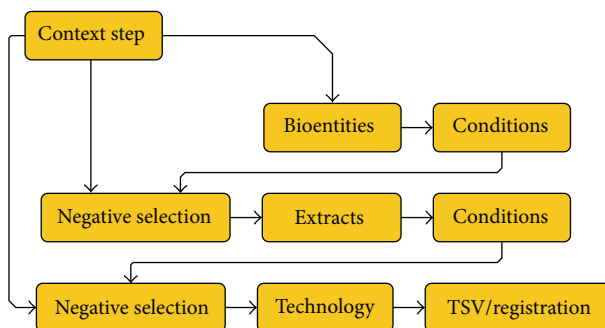 Context step
Bioentities
Conditions
Negative selection
Extracts
Conditions
Negative selection
Technology
TSV/registration